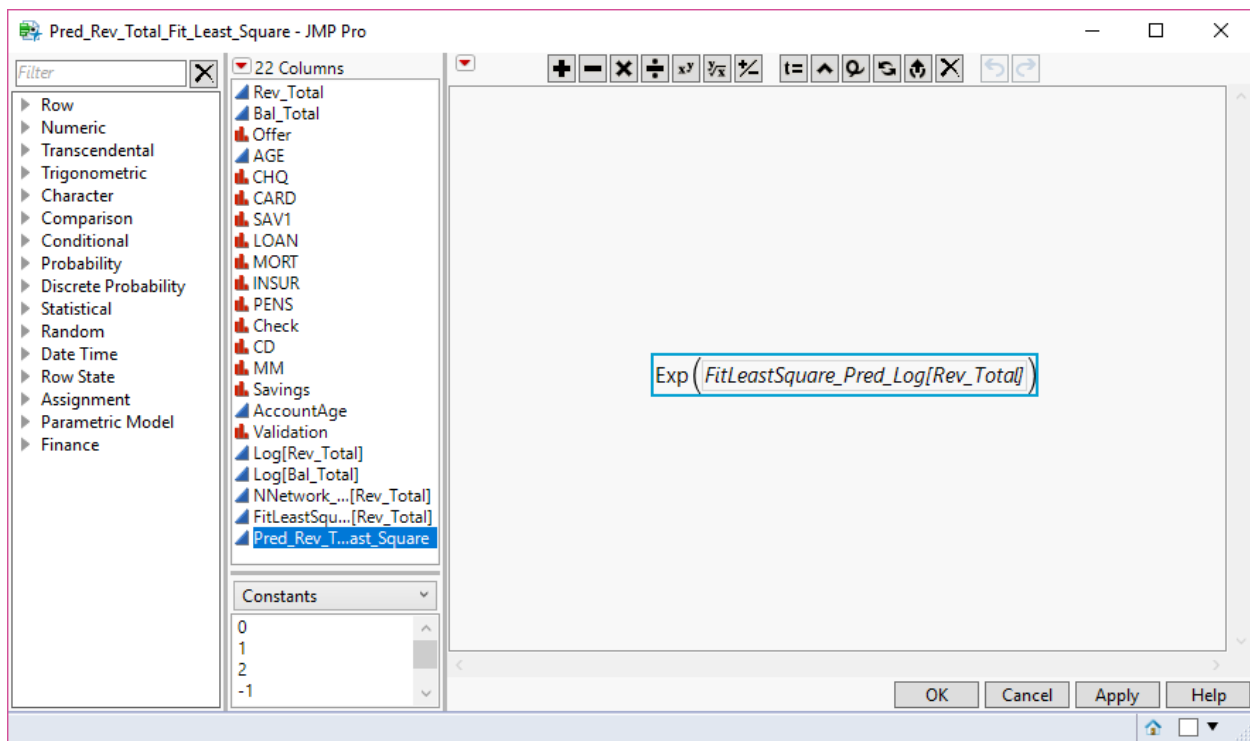 Pred_Rev_Total_Fit_Least_Square - JMP Pro
Filter
Row
Numeric
Transcendental
Trigonometric
Character
Comparison
Conditional
Probability
Discrete Probability
Statistical
Random
Date Time
Row State
Assignment
Parametric Model
Finance
22 Columns
Rev_Total
Bal_Total
Offer
AGE
CHQ
CARD
SAV1
LOAN
MORT
INSUR
PENS
Check
CD
MM
Savings
AccountAge
Validation
Log[Rev_Total]
Log[Bal_Total]
NNetwork_...[Rev_Total]
FitLeastSqu...[Rev_Total]
Pred_Rev_T...ast_Square
Constants
0
1
2
-1
xʸ ʸ√x +/− t=
Exp(FitLeastSquare_Pred_Log[Rev_Total])
OK Cancel Apply Help